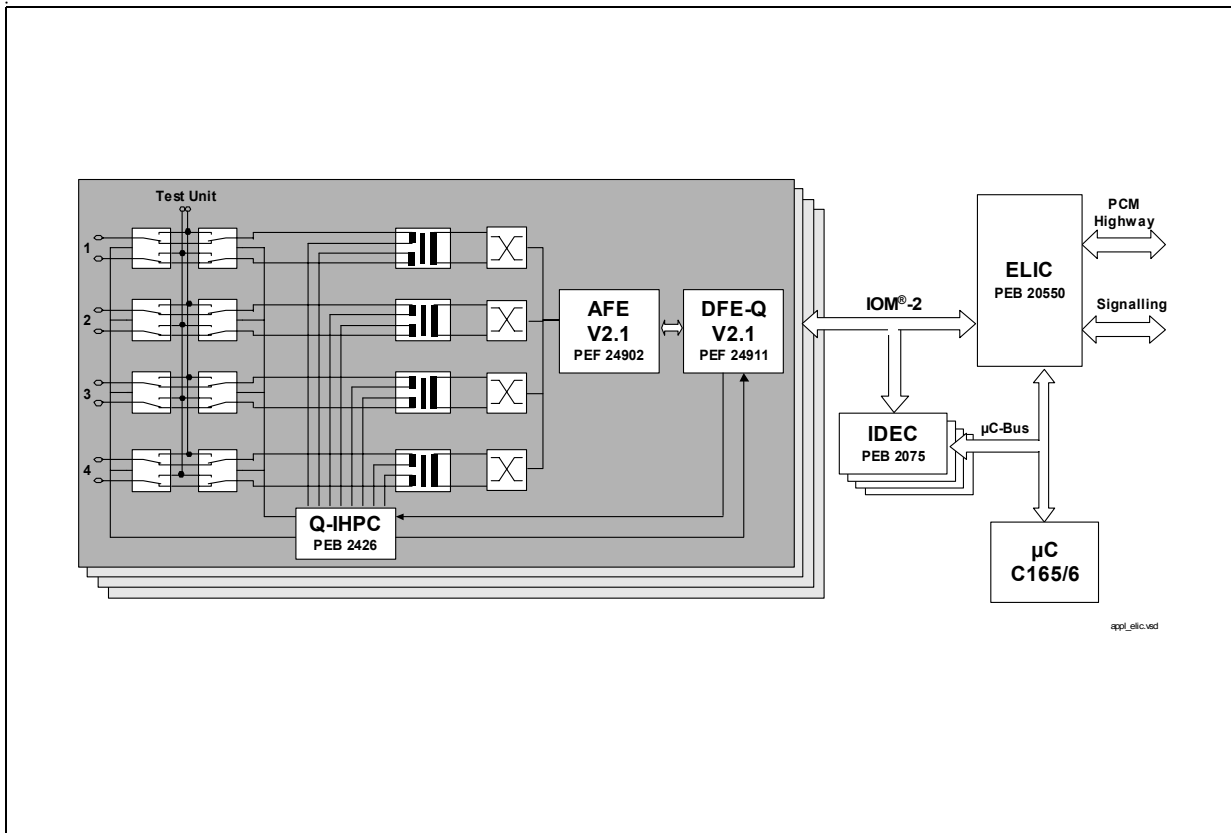 Test Unit
1
2
3
4
AFE
V2.1
PEF 24902
DFE-Q
V2.1
PEF 24911
Q-IHPC
PEB 2426
IOM®-2
ELIC
PEB 20550
PCM
Highway
Signalling
IDEC
PEB 2075
µC-Bus
µC
C165/6
appl_elic.vsd